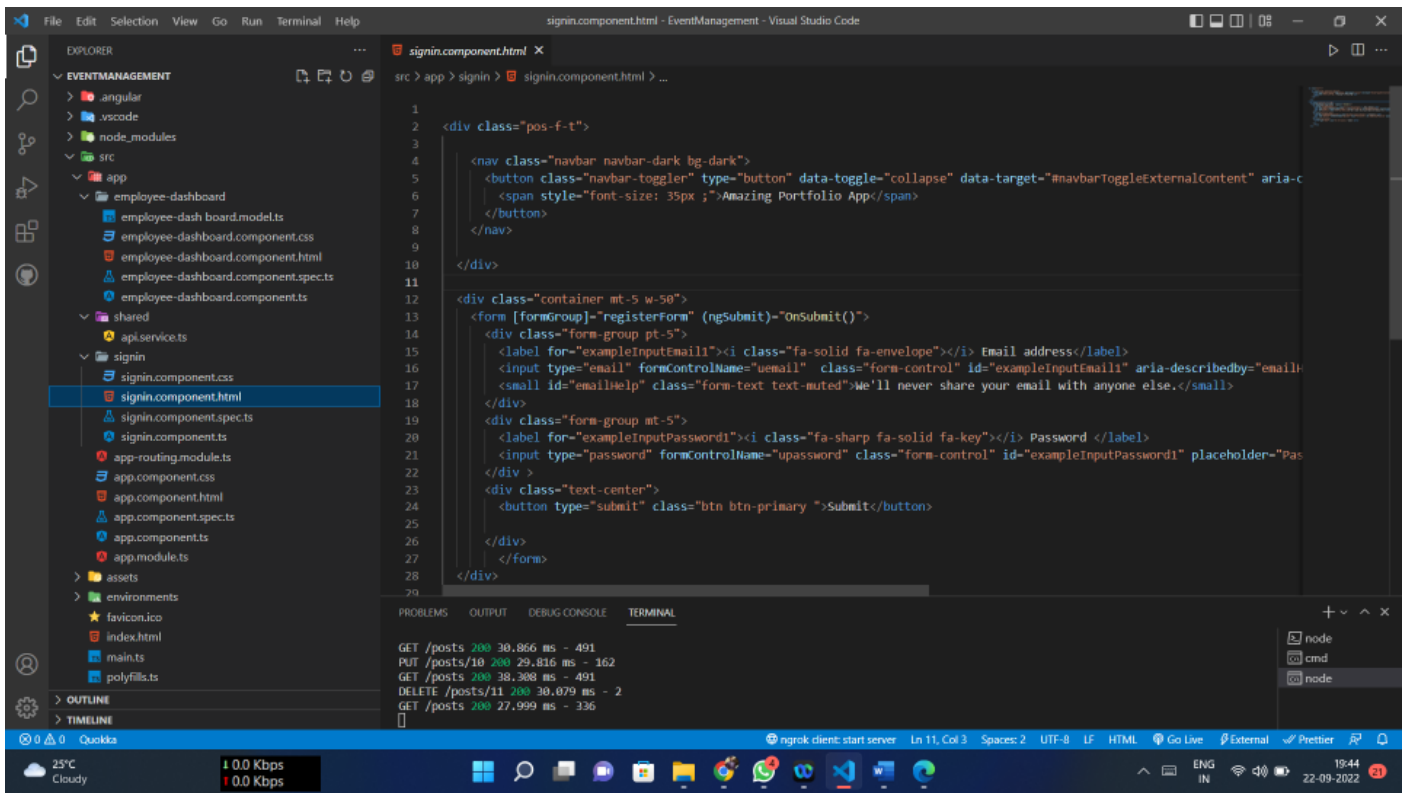 File Edit Selection View Go Run Terminal Help
signin.component.html - EventManagement - Visual Studio Code
EXPLORER
EVENTMANAGEMENT
.angular
.vscode
node_modules
src
app
employee-dashboard
employee-dash board.model.ts
employee-dashboard.component.css
employee-dashboard.component.html
employee-dashboard.component.spec.ts
employee-dashboard.component.ts
shared
api.service.ts
signin
signin.component.css
signin.component.html
signin.component.spec.ts
signin.component.ts
app-routing.module.ts
app.component.css
app.component.html
app.component.spec.ts
app.component.ts
app.module.ts
assets
environments
favicon.ico
index.html
main.ts
polyfills.ts
OUTLINE
TIMELINE
signin.component.html
src > app > signin > signin.component.html > ...
1
2 <div class="pos-f-t">
3
4 <nav class="navbar navbar-dark bg-dark">
5 <button class="navbar-toggler" type="button" data-toggle="collapse" data-target="#navbarToggleExternalContent" aria-c
6 <span style="font-size: 35px ;">Amazing Portfolio App</span>
7 </button>
8 </nav>
9
10 </div>
11
12 <div class="container mt-5 w-50">
13 <form [formGroup]="registerForm" (ngSubmit)="OnSubmit()">
14 <div class="form-group pt-5">
15 <label for="exampleInputEmail1"><i class="fa-solid fa-envelope"></i> Email address</label>
16 <input type="email" formControlName="uemail" class="form-control" id="exampleInputEmail1" aria-describedby="emailH
17 <small id="emailHelp" class="form-text text-muted">We'll never share your email with anyone else.</small>
18 </div>
19 <div class="form-group mt-5">
20 <label for="exampleInputPassword1"><i class="fa-sharp fa-solid fa-key"></i> Password </label>
21 <input type="password" formControlName="upassword" class="form-control" id="exampleInputPassword1" placeholder="Pas
22 </div >
23 <div class="text-center">
24 <button type="submit" class="btn btn-primary ">Submit</button>
25
26 </div>
27 </form>
28 </div>
29
PROBLEMS OUTPUT DEBUG CONSOLE TERMINAL
GET /posts 200 30.866 ms - 491
PUT /posts/10 200 29.816 ms - 162
GET /posts 200 38.308 ms - 491
DELETE /posts/11 200 30.079 ms - 2
GET /posts 200 27.999 ms - 336
node
cmd
node
0 0 Quokka
ngrok client: start server Ln 11, Col 3 Spaces: 2 UTF-8 LF HTML Go Live External Prettier
25°C
Cloudy
0.0 Kbps
0.0 Kbps
4
ENG
IN
19:44
22-09-2022
21